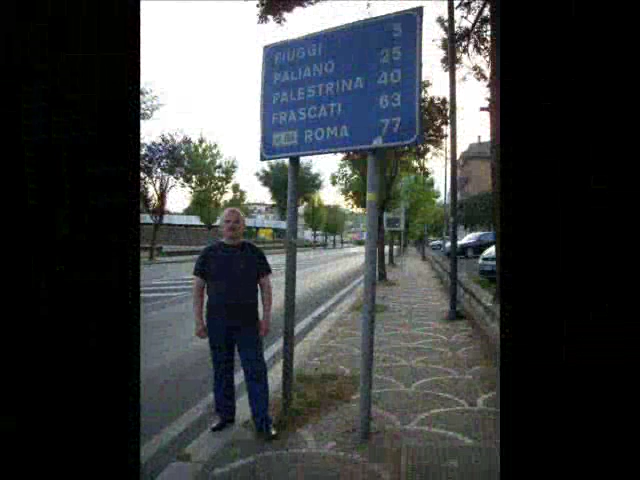 FIUGGI 5
PALIANO 25
PALESTRINA 40
FRASCATI 63
ROMA 77